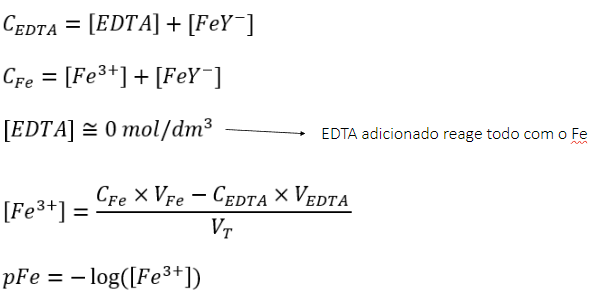 C_EDTA = [EDTA] + [FeY⁻]
C_Fe = [Fe³⁺] + [FeY⁻]
[EDTA] ≅ 0 mol/dm³ → EDTA adicionado reage todo com o Fe
[Fe³⁺] = (C_Fe × V_Fe − C_EDTA × V_EDTA) / V_T
pFe = − log([Fe³⁺])